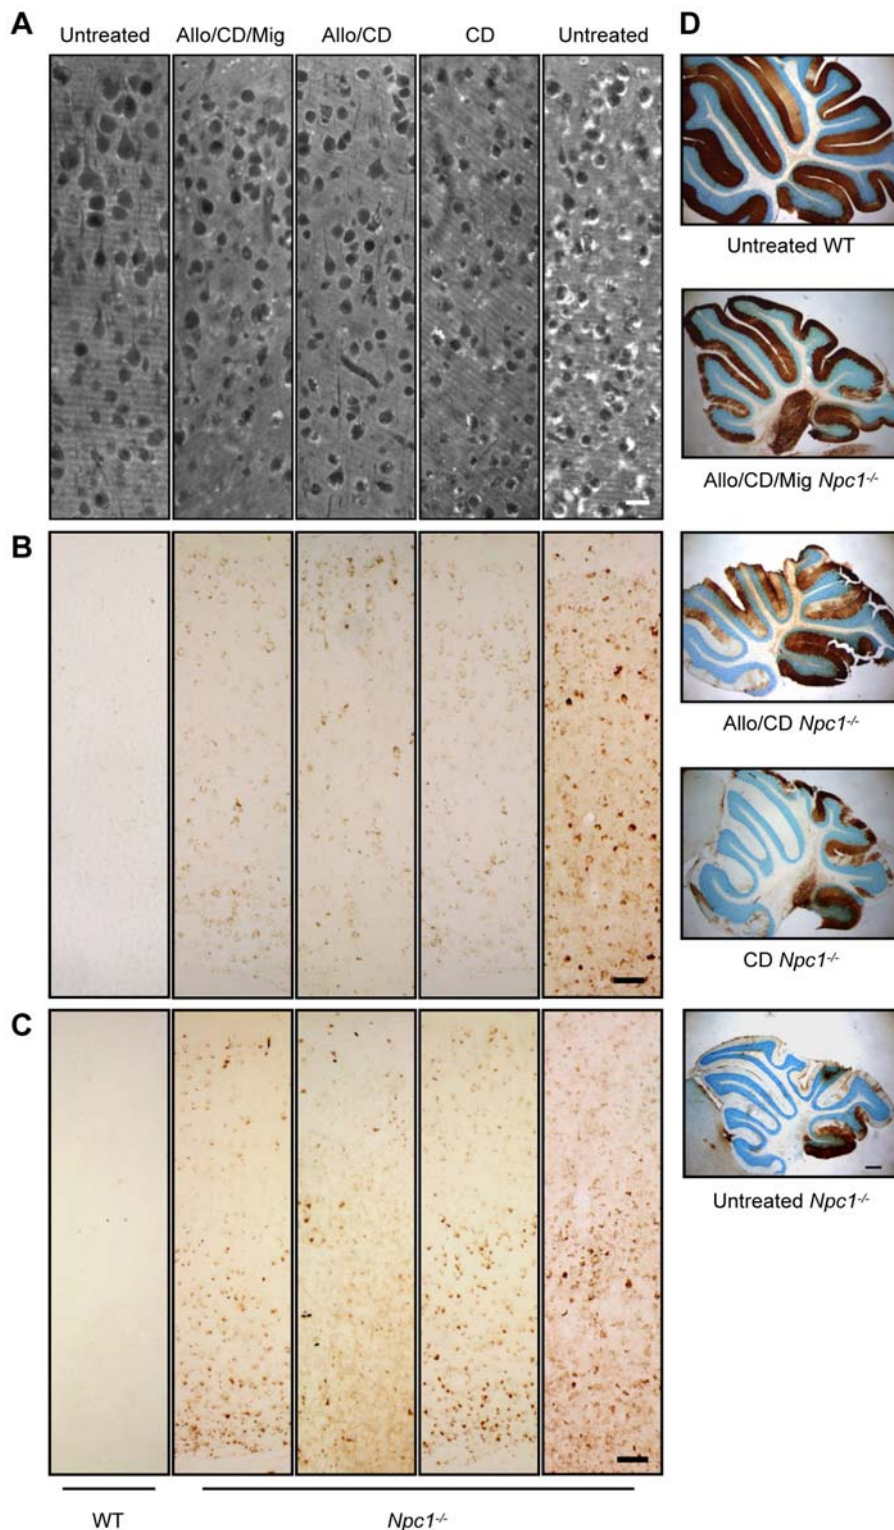 A
Untreated Allo/CD/Mig Allo/CD CD Untreated
D
Untreated WT
Allo/CD/Mig Npc1-/-
B
Allo/CD Npc1-/-
CD Npc1-/-
C
Untreated Npc1-/-
WT Npc1-/-